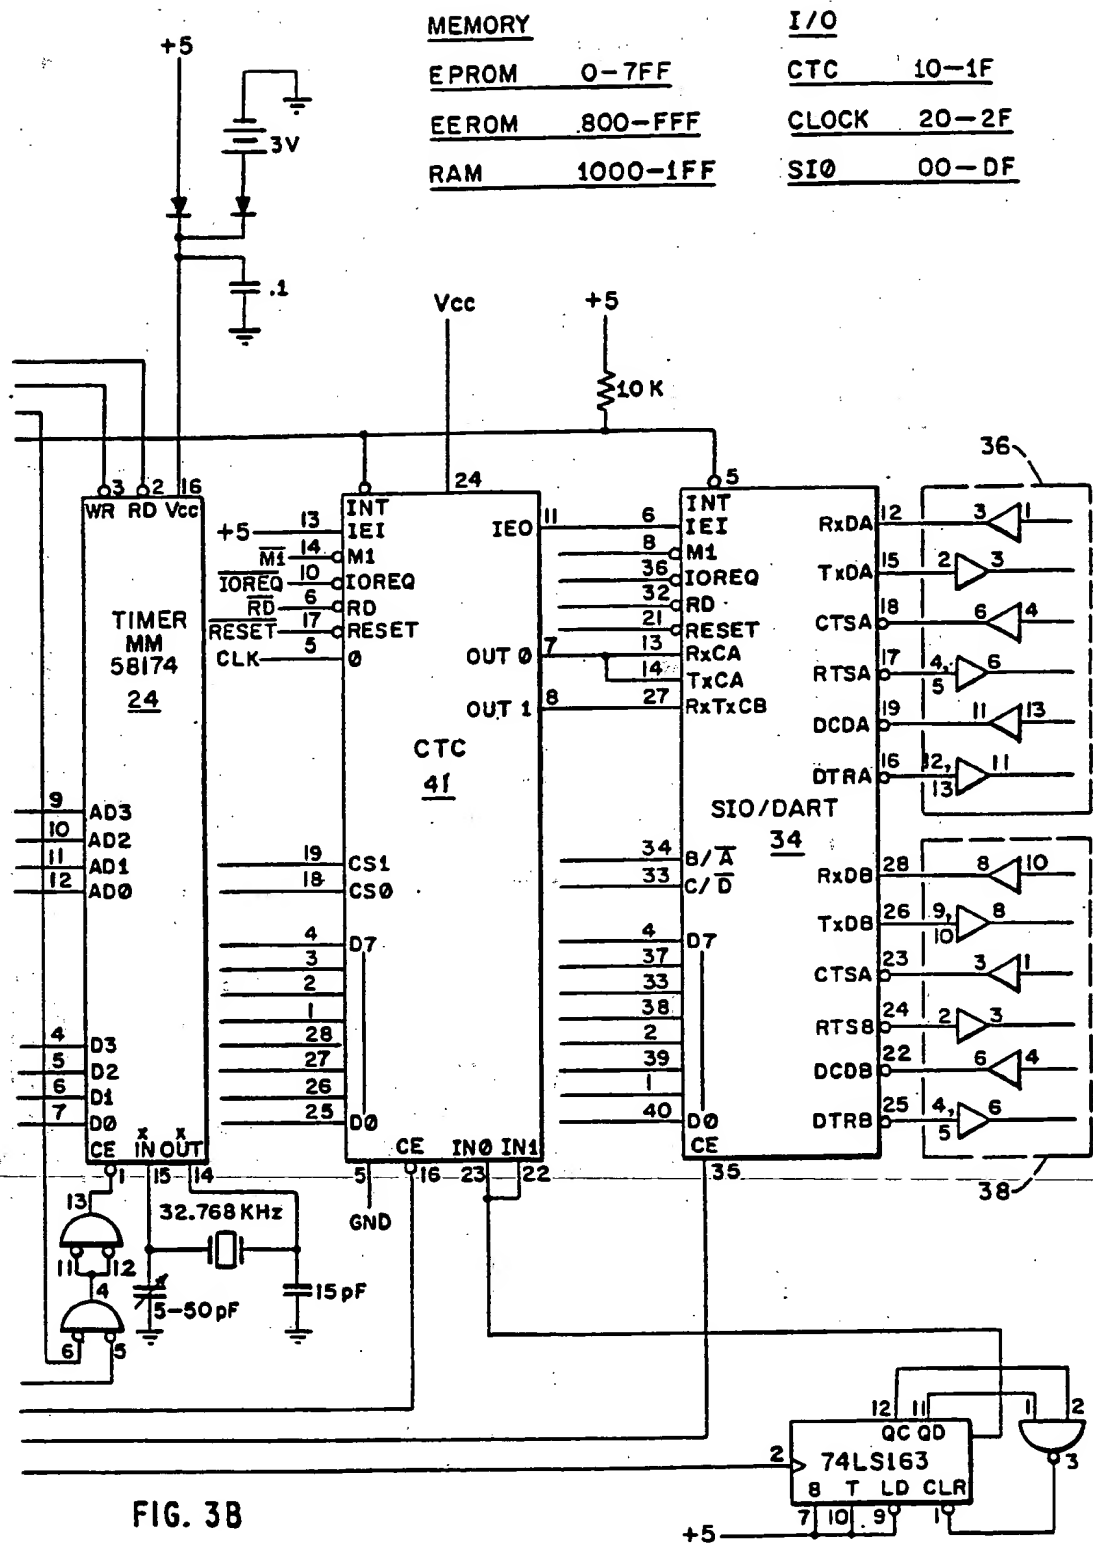 MEMORY
EPROM 0-7FF
EEROM 800-FFF
RAM 1000-1FF
I/O
CTC 10-1F
CLOCK 20-2F
SIØ 00-DF
+5
3V
.1
Vcc
+5
10K
3 2 16
WR RD Vcc
TIMER
MM
58174
24
9 AD3
10 AD2
11 AD1
12 AD0
4 D3
5 D2
6 D1
7 D0
CE X IN X OUT
1 15 14
13
11 12
4
6 5
32.768KHz
5-50pF
15pF
24
INT
+5 13 IEI
M1 14 M1
IOREQ 10 IOREQ
RD 6 RD
RESET 17 RESET
CLK 5 Ø
IEO 11
OUT 0 7
OUT 1 8
CTC
41
19 CS1
18 CS0
4 D7
3
2
1
28
27
26
25 D0
CE IN0 IN1
5 16 23 22
GND
5
INT
6 IEI
8 M1
36 IOREQ
32 RD
21 RESET
13 RxCA
14 TxCA
27 RxTxCB
SIO/DART
34
34 B/A
33 C/D
4 D7
37
33
38
2
39
1
40 D0
CE
35
36
RxDA 12 3 1
TxDA 15 2 3
CTSA 18 6 4
RTSA 17 4, 5 6
DCDA 19 11 13
DTRA 16 12, 13 11
RxDB 28 8 10
TxDB 26 9, 10 8
CTSA 23 3 1
RTSB 24 2 3
DCDB 22 6 4
DTRB 25 4, 5 6
38
12 11 1 2
QC QD
2 74LS163 3
8 T LD CLR
7 10 9 1
+5
FIG. 3B